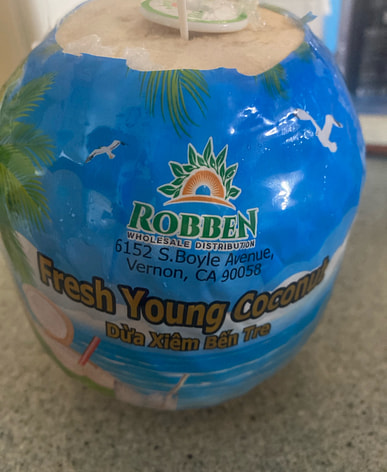 ROBBEN
WHOLESALE DISTRIBUTION
6152 S.Boyle Avenue,
Vernon, CA 90058
Fresh Young Coconut
Dừa Xiêm Bến Tre